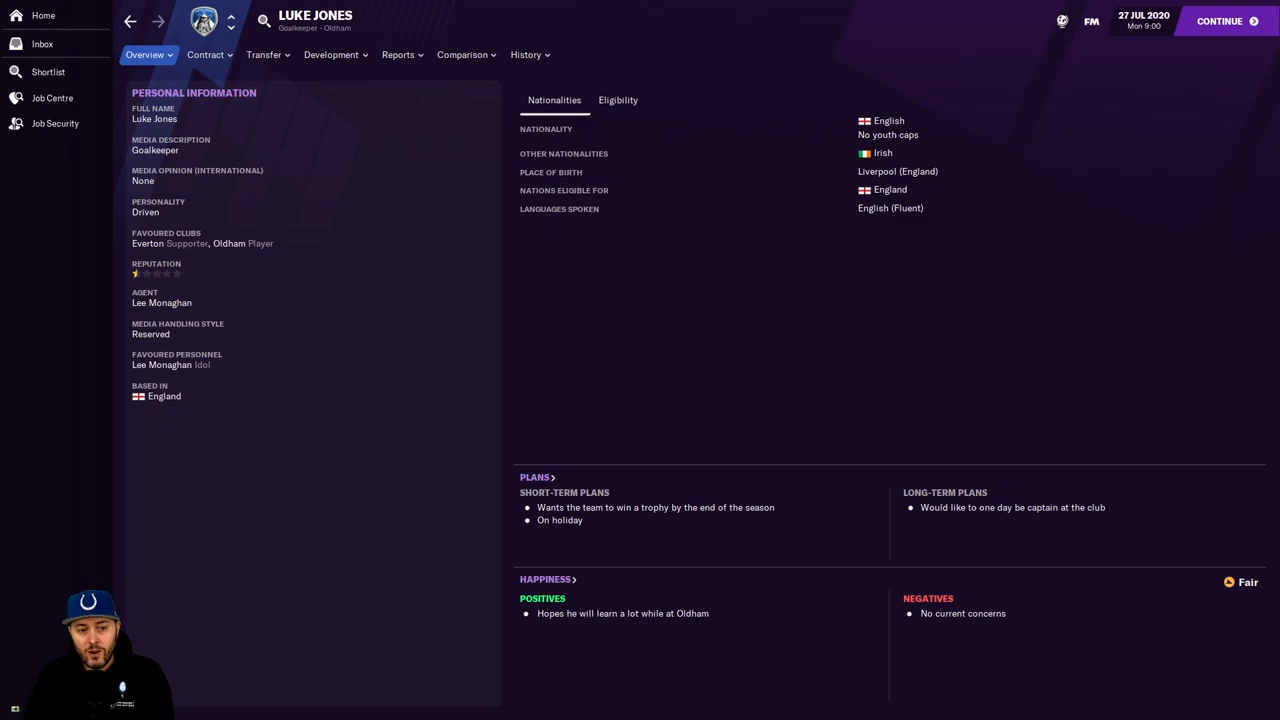 Home
Inbox
Shortlist
Job Centre
Job Security
LUKE JONES
Goalkeeper - Oldham
FM
27 JUL 2020
Mon 9:00
CONTINUE
Overview
Contract
Transfer
Development
Reports
Comparison
History
PERSONAL INFORMATION
FULL NAME
Luke Jones
MEDIA DESCRIPTION
Goalkeeper
MEDIA OPINION (INTERNATIONAL)
None
PERSONALITY
Driven
FAVOURED CLUBS
Everton Supporter, Oldham Player
REPUTATION
AGENT
Lee Monaghan
MEDIA HANDLING STYLE
Reserved
FAVOURED PERSONNEL
Lee Monaghan Idol
BASED IN
England
Nationalities Eligibility
NATIONALITY
English
No youth caps
OTHER NATIONALITIES
Irish
PLACE OF BIRTH
Liverpool (England)
NATIONS ELIGIBLE FOR
England
LANGUAGES SPOKEN
English (Fluent)
PLANS
SHORT-TERM PLANS
Wants the team to win a trophy by the end of the season
On holiday
LONG-TERM PLANS
Would like to one day be captain at the club
HAPPINESS
Fair
POSITIVES
Hopes he will learn a lot while at Oldham
NEGATIVES
No current concerns